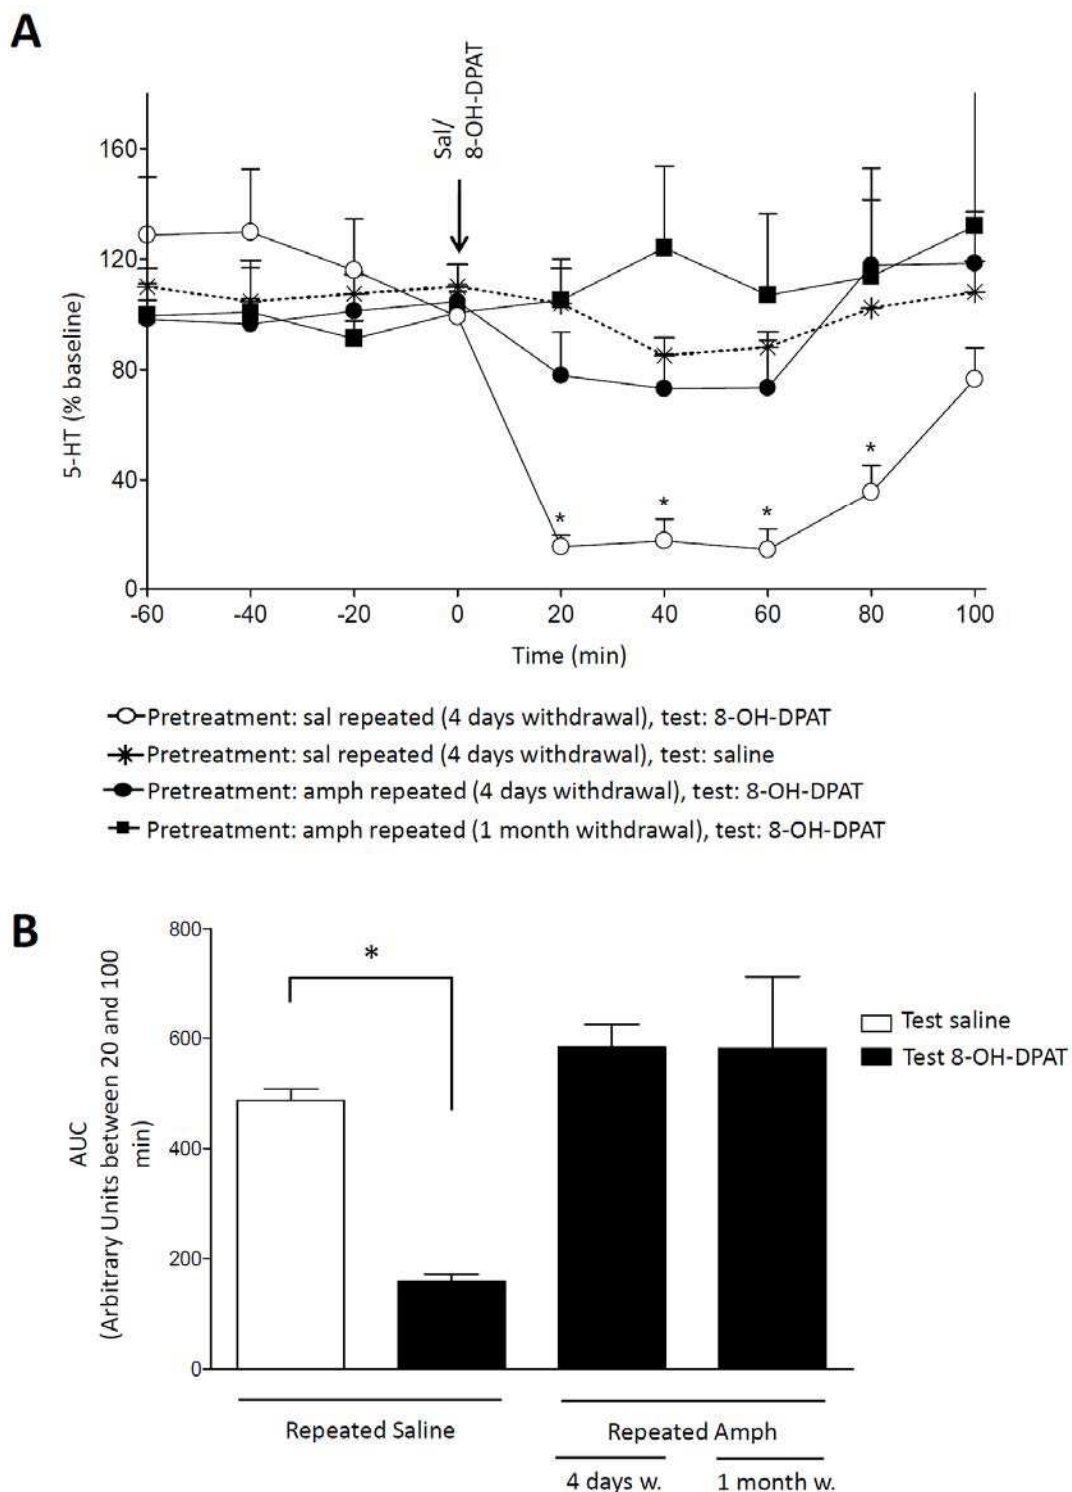 A
Sal/
8-OH-DPAT
160
120
80
40
0
5-HT (% baseline)
-60 -40 -20 0 20 40 60 80 100
* * * *
Time (min)
Pretreatment: sal repeated (4 days withdrawal), test: 8-OH-DPAT
Pretreatment: sal repeated (4 days withdrawal), test: saline
Pretreatment: amph repeated (4 days withdrawal), test: 8-OH-DPAT
Pretreatment: amph repeated (1 month withdrawal), test: 8-OH-DPAT
B
800
600
400
200
0
AUC
(Arbitrary Units between 20 and 100
min)
*
Test saline
Test 8-OH-DPAT
Repeated Saline
Repeated Amph
4 days w.
1 month w.